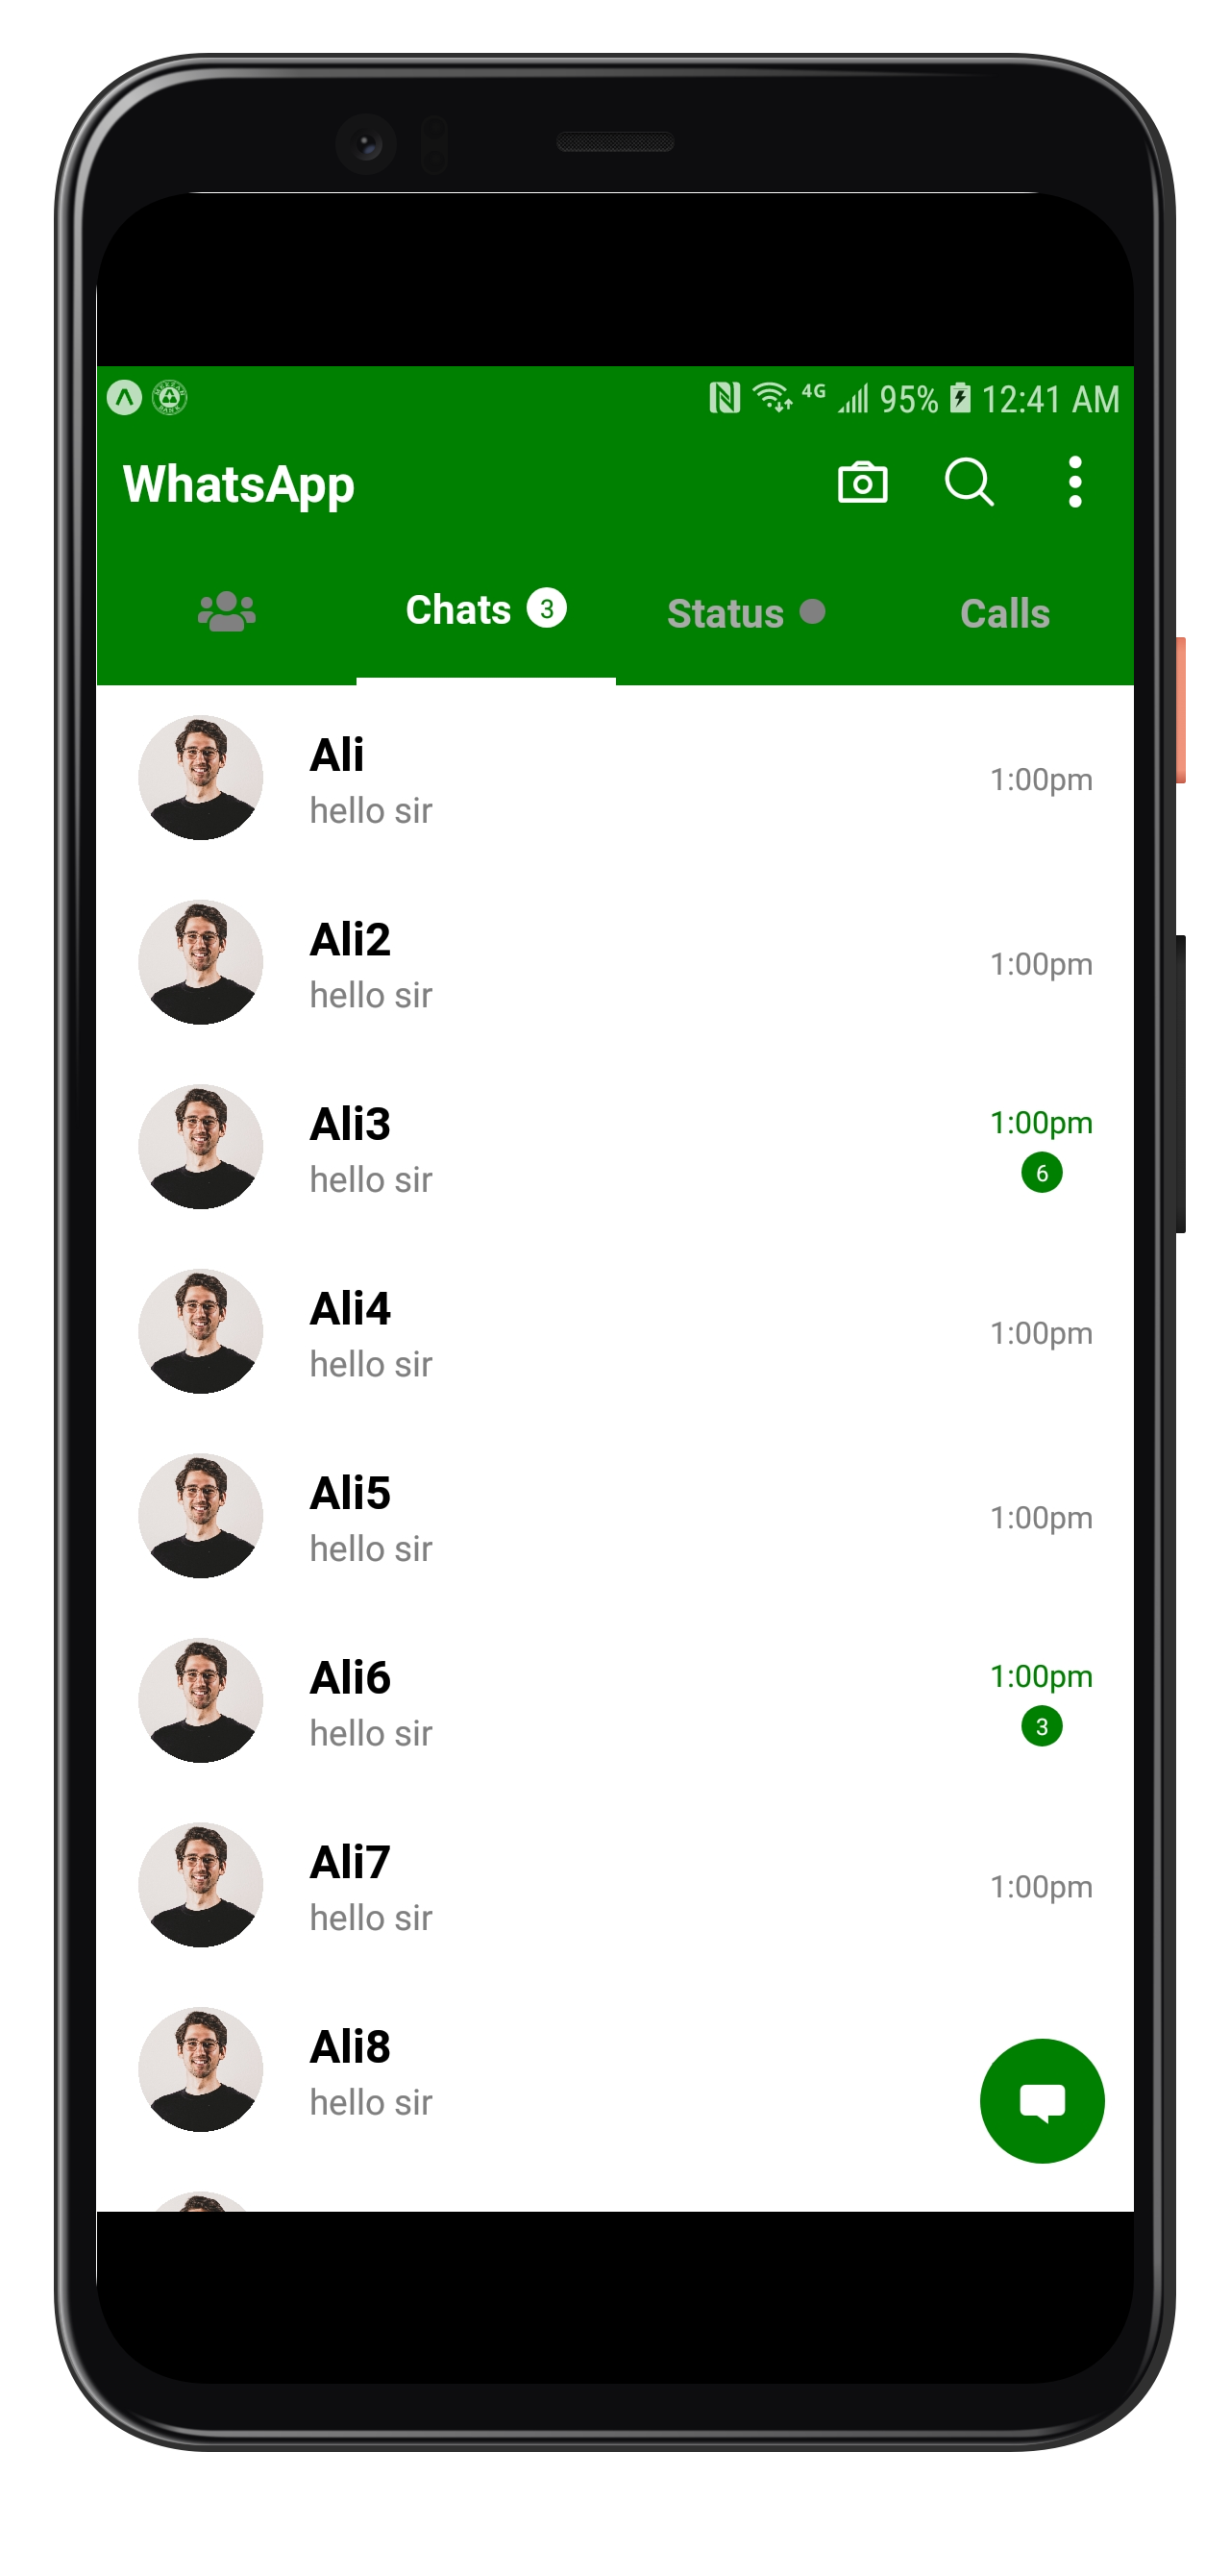 4G 95% 12:41 AM
WhatsApp
Chats 3 Status Calls
Ali
hello sir
1:00pm
Ali2
hello sir
1:00pm
Ali3
hello sir
1:00pm
6
Ali4
hello sir
1:00pm
Ali5
hello sir
1:00pm
Ali6
hello sir
1:00pm
3
Ali7
hello sir
1:00pm
Ali8
hello sir